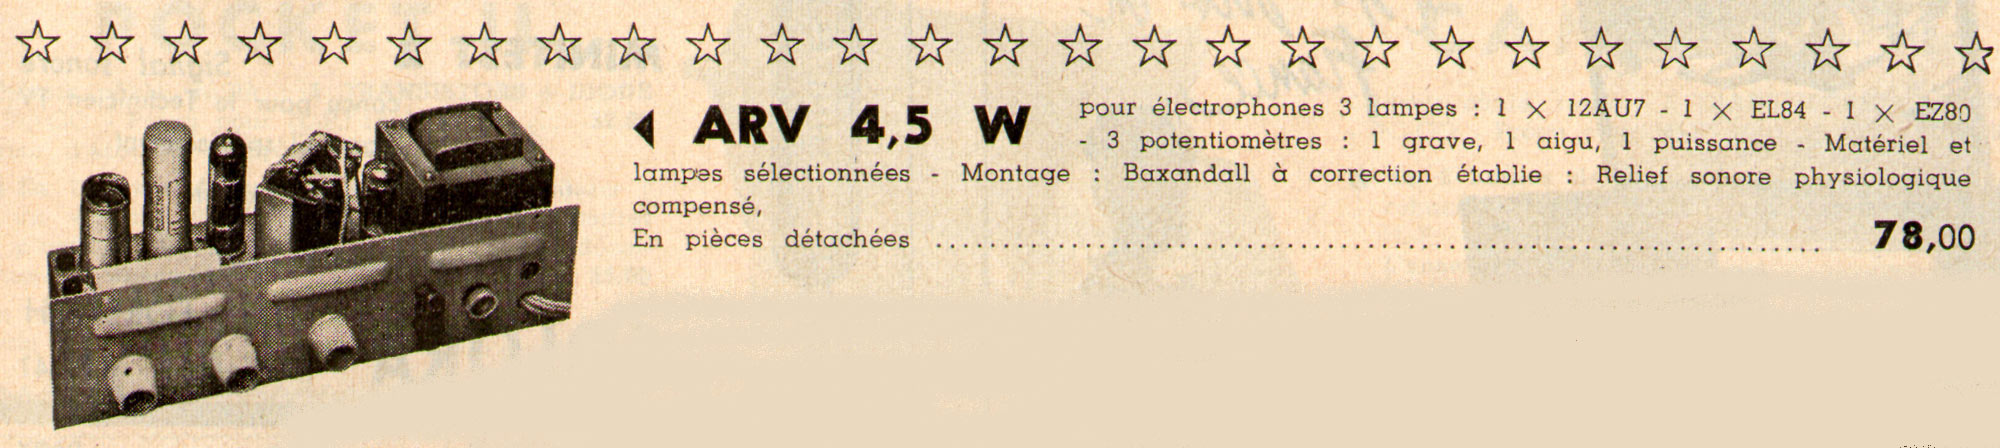 ARV 4,5 W pour électrophones 3 lampes : 1 × 12AU7 - 1 × EL84 - 1 × EZ80
- 3 potentiomètres : 1 grave, 1 aigu, 1 puissance - Matériel et
lampes sélectionnées - Montage : Baxandall à correction établie : Relief sonore physiologique
compensé,
En pièces détachées ........................................................................ 78,00